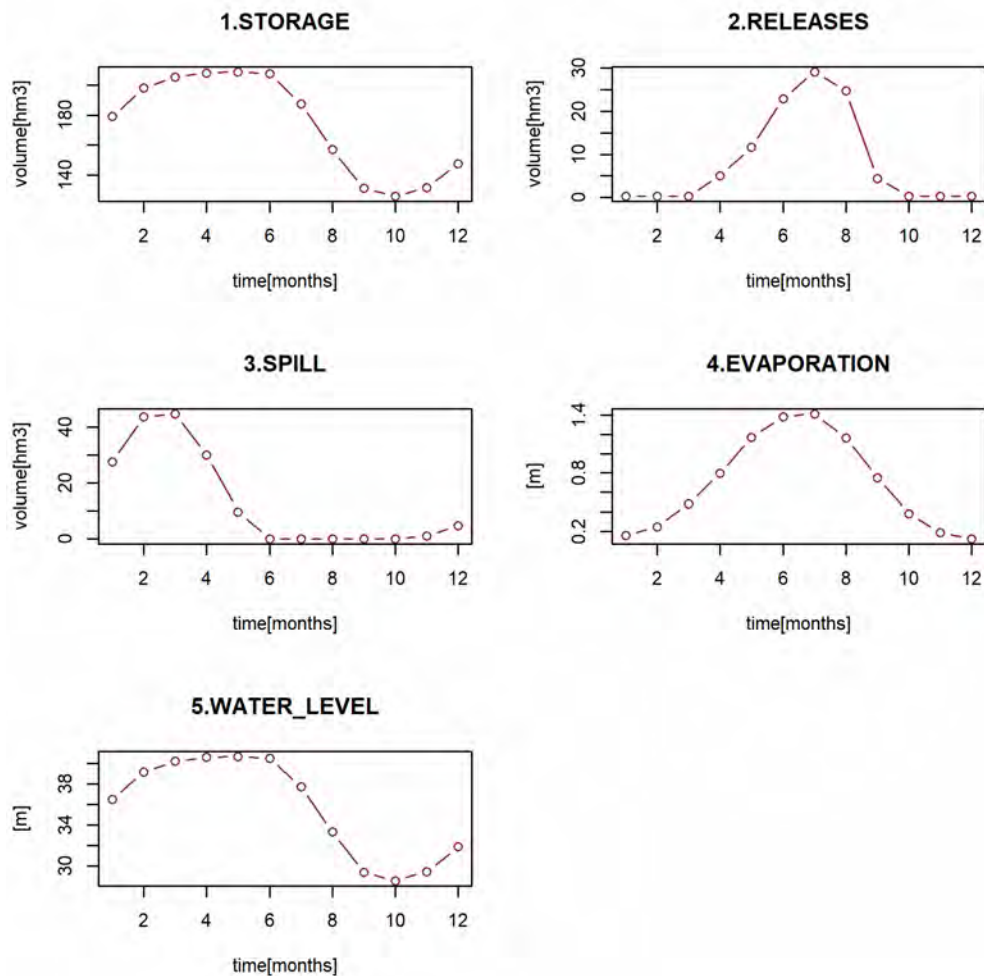 1.STORAGE
volume[hm3]
180
140
2 4 6 8 10 12
time[months]
2.RELEASES
volume[hm3]
30
20
10
0
2 4 6 8 10 12
time[months]
3.SPILL
volume[hm3]
40
20
0
2 4 6 8 10 12
time[months]
4.EVAPORATION
[m]
1.4
0.8
0.2
2 4 6 8 10 12
time[months]
5.WATER_LEVEL
[m]
38
34
30
2 4 6 8 10 12
time[months]